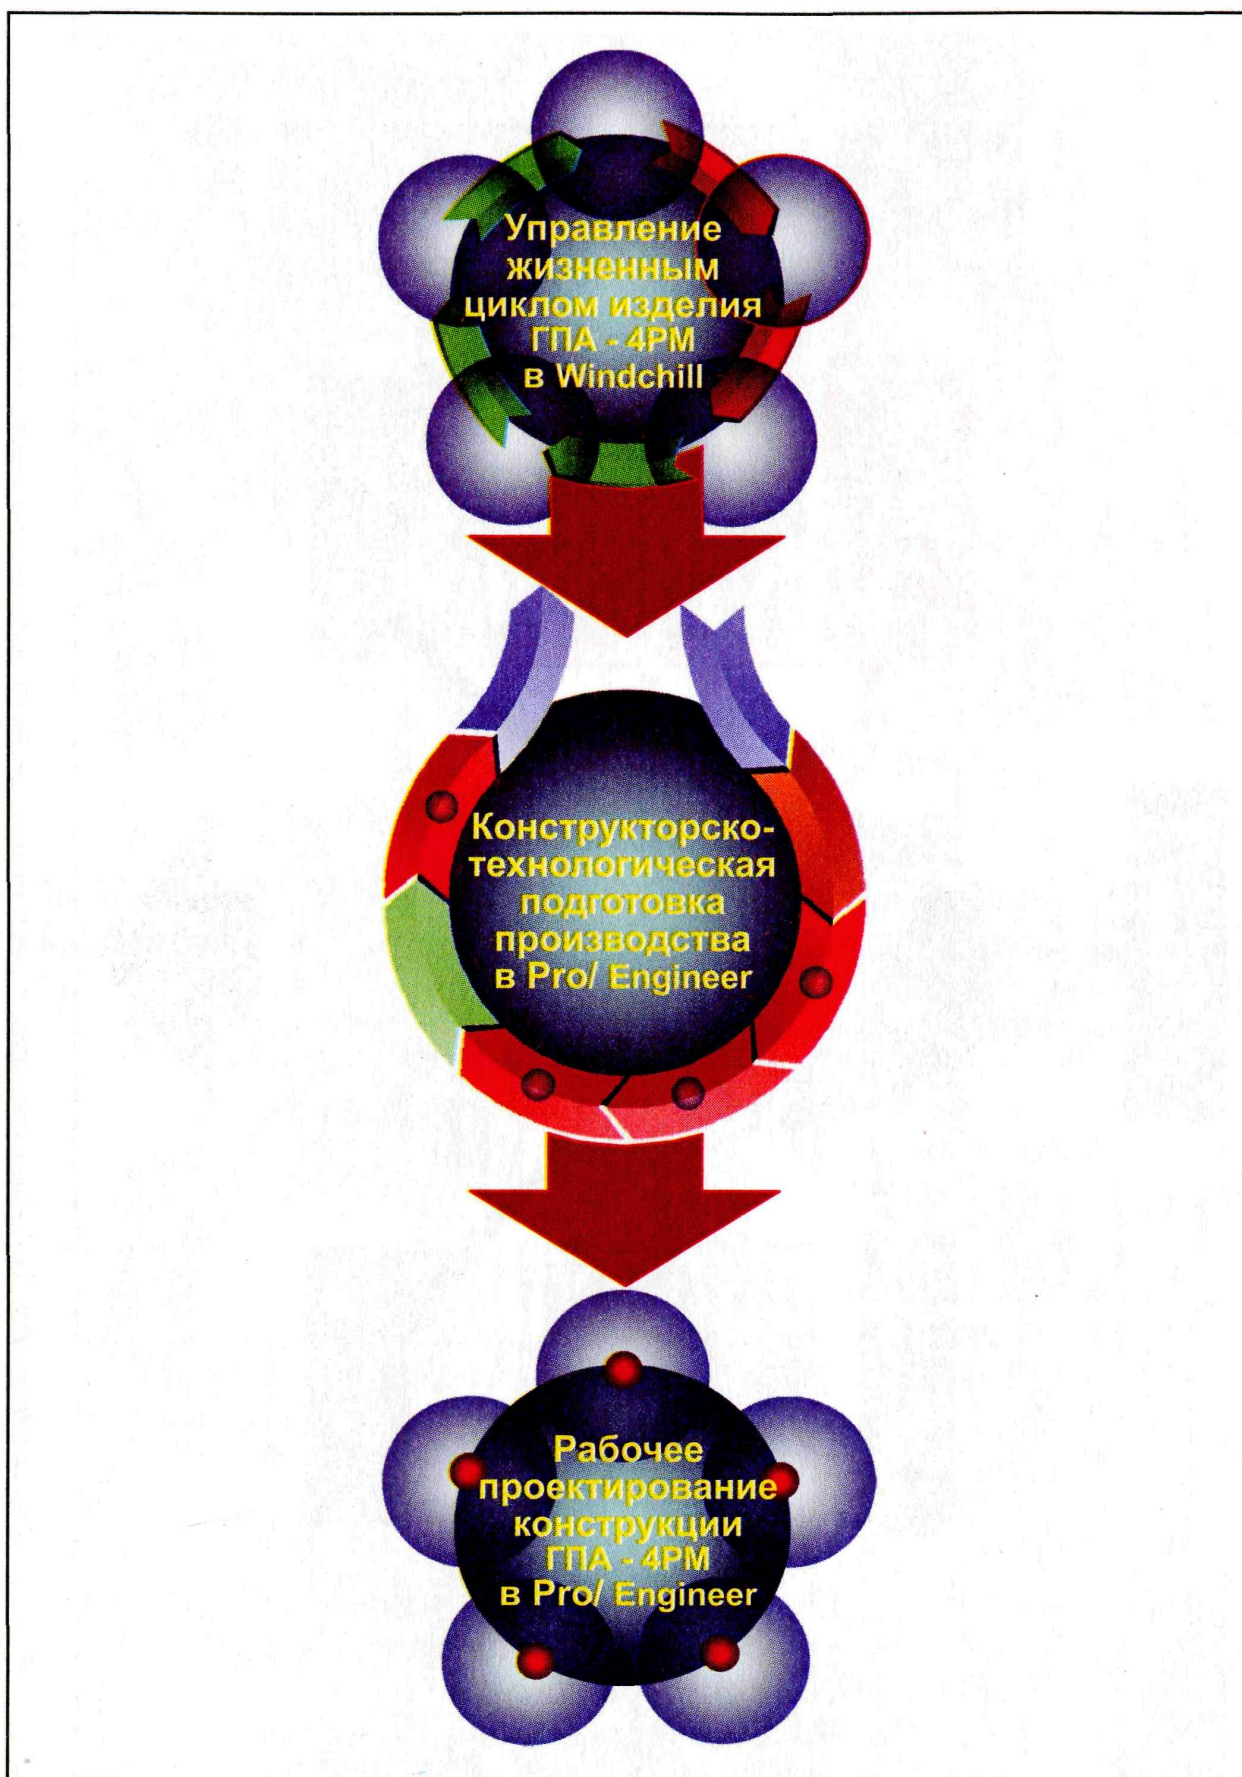 Управление
жизненным
циклом изделия
ГПА - 4РМ
в Windchill
Конструкторско-
технологическая
подготовка
производства
в Pro/ Engineer
Рабочее
проектирование
конструкции
ГПА - 4РМ
в Pro/ Engineer